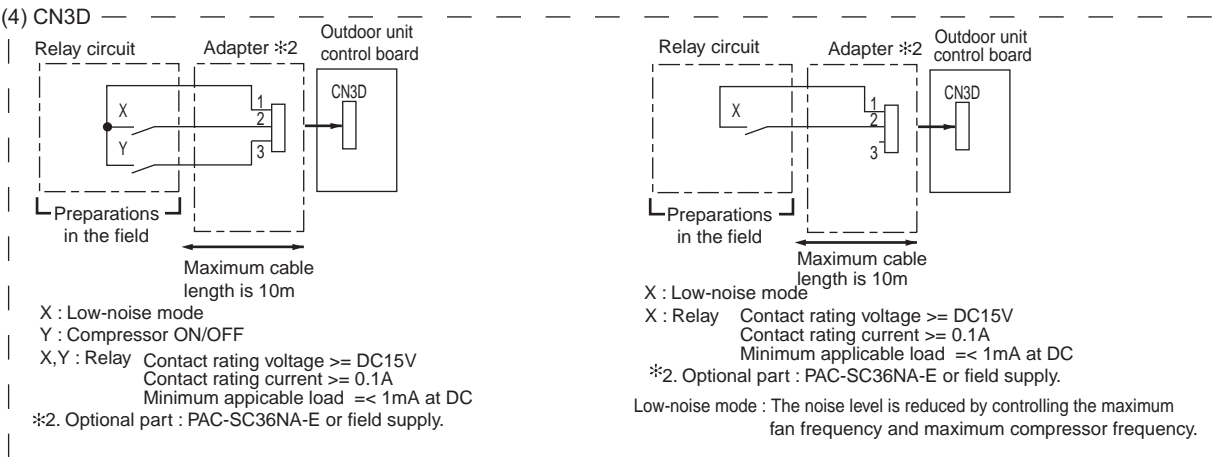 (4) CN3D
Relay circuit
Adapter ✻2
Outdoor unit
control board
X
Y
1
2
3
CN3D
Preparations
in the field
Maximum cable
length is 10m
X : Low-noise mode
Y : Compressor ON/OFF
X,Y : Relay Contact rating voltage >= DC15V
Contact rating current >= 0.1A
Minimum appicable load =< 1mA at DC
✻2. Optional part : PAC-SC36NA-E or field supply.
Relay circuit
Adapter ✻2
Outdoor unit
control board
X
1
2
3
CN3D
Preparations
in the field
Maximum cable
length is 10m
X : Low-noise mode
X : Relay Contact rating voltage >= DC15V
Contact rating current >= 0.1A
Minimum applicable load =< 1mA at DC
✻2. Optional part : PAC-SC36NA-E or field supply.
Low-noise mode : The noise level is reduced by controlling the maximum
fan frequency and maximum compressor frequency.